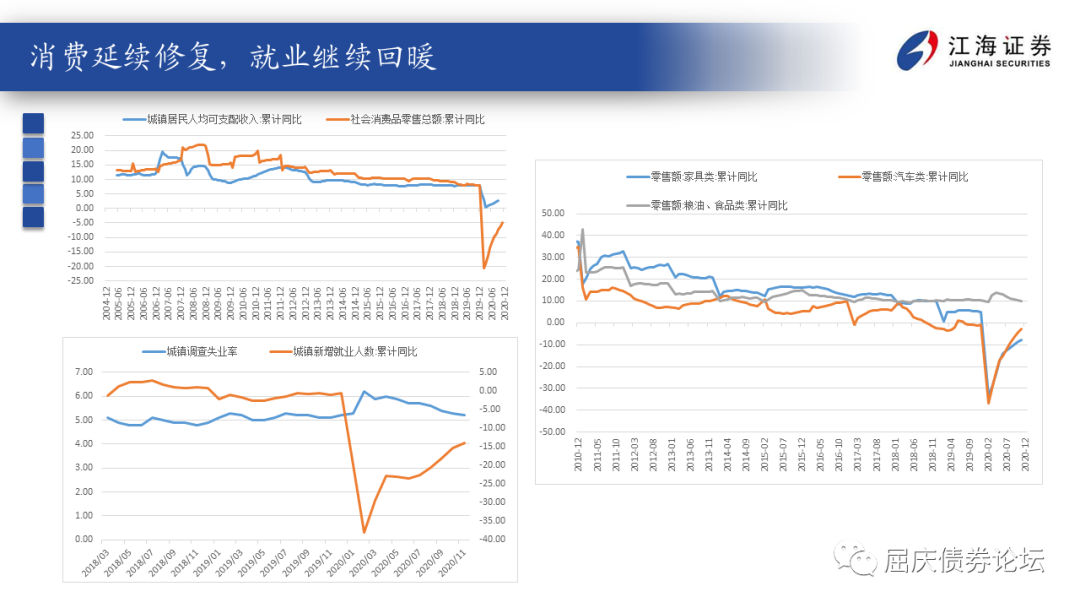 消费延续修复，就业继续回暖
江海证券
JIANGHAI SECURITIES
城镇居民人均可支配收入:累计同比 社会消费品零售总额:累计同比
25.00
20.00
15.00
10.00
5.00
0.00
-5.00
-10.00
-15.00
-20.00
-25.00
2004-12 2005-06 2005-12 2006-06 2006-12 2007-06 2007-12 2008-06 2008-12 2009-06 2009-12 2010-06 2010-12 2011-06 2011-12 2012-06 2012-12 2013-06 2013-12 2014-06 2014-12 2015-06 2015-12 2016-06 2016-12 2017-06 2017-12 2018-06 2018-12 2019-06 2019-12 2020-06 2020-12
城镇调查失业率 城镇新增就业人数:累计同比
7.00 5.00
6.00 0.00
5.00 -5.00
4.00 -10.00
3.00 -15.00
2.00 -20.00
1.00 -25.00
0.00 -30.00
-35.00
-40.00
2018/03 2018/05 2018/07 2018/09 2018/11 2019/01 2019/03 2019/05 2019/07 2019/09 2019/11 2020/01 2020/03 2020/05 2020/07 2020/09 2020/11
零售额:家具类:累计同比 零售额:汽车类:累计同比
零售额:粮油、食品类:累计同比
50.00
40.00
30.00
20.00
10.00
0.00
-10.00
-20.00
-30.00
-40.00
-50.00
2010-12 2011-05 2011-10 2012-03 2012-08 2013-01 2013-06 2013-11 2014-04 2014-09 2015-02 2015-07 2015-12 2016-05 2016-10 2017-03 2017-08 2018-01 2018-06 2018-11 2019-04 2019-09 2020-02 2020-07 2020-12
屈庆债券论坛